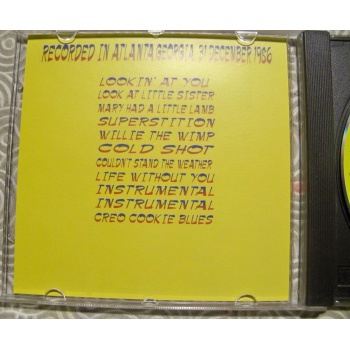 RECORDED IN ATLANTA, GEORGIA, 31 DECEMBER 1986
LOOKIN' AT YOU
LOOK AT LITTLE SISTER
MARY HAD A LITTLE LAMB
SUPERSTITION
WILLIE THE WIMP
COLD SHOT
COULDN'T STAND THE WEATHER
LIFE WITHOUT YOU
INSTRUMENTAL
INSTRUMENTAL
OREO COOKIE BLUES